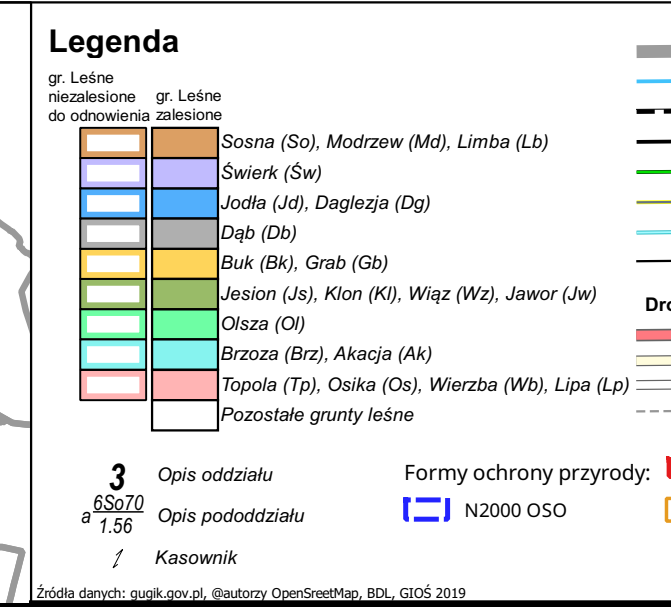 Legenda
gr. Leśne
niezalesione
do odnowienia
gr. Leśne
zalesione
Sosna (So), Modrzew (Md), Limba (Lb)
Świerk (Św)
Jodła (Jd), Daglezja (Dg)
Dąb (Db)
Buk (Bk), Grab (Gb)
Jesion (Js), Klon (Kl), Wiąz (Wz), Jawor (Jw)
Olsza (Ol)
Brzoza (Brz), Akacja (Ak)
Topola (Tp), Osika (Os), Wierzba (Wb), Lipa (Lp)
Pozostałe grunty leśne
Dro
3 Opis oddziału
a 6So70
1.56
Opis pododdziału
1 Kasownik
Formy ochrony przyrody:
N2000 OSO
Źródła danych: gugik.gov.pl, @autorzy OpenSreetMap, BDL, GIOŚ 2019